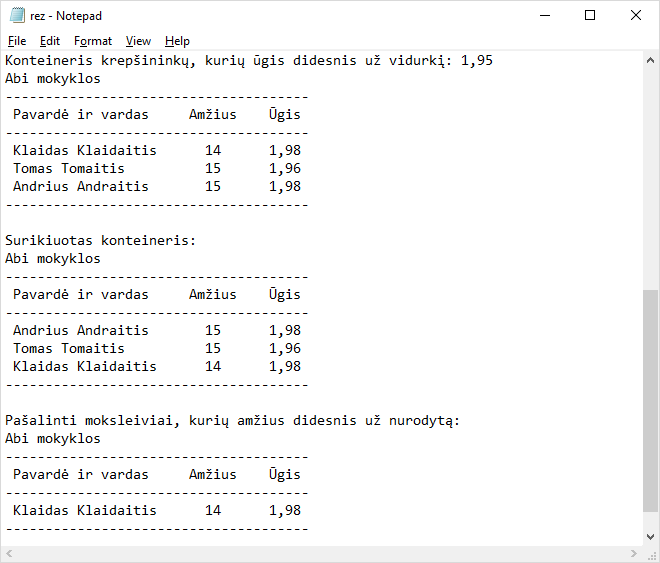 rez - Notepad
File Edit Format View Help
Konteineris krepšininkų, kurių ūgis didesnis už vidurkį: 1,95
Abi mokyklos
--------------------------------------
Pavardė ir vardas Amžius Ūgis
--------------------------------------
Klaidas Klaidaitis 14 1,98
Tomas Tomaitis 15 1,96
Andrius Andraitis 15 1,98
--------------------------------------
Surikiuotas konteineris:
Abi mokyklos
--------------------------------------
Pavardė ir vardas Amžius Ūgis
--------------------------------------
Andrius Andraitis 15 1,98
Tomas Tomaitis 15 1,96
Klaidas Klaidaitis 14 1,98
--------------------------------------
Pašalinti moksleiviai, kurių amžius didesnis už nurodytą:
Abi mokyklos
--------------------------------------
Pavardė ir vardas Amžius Ūgis
--------------------------------------
Klaidas Klaidaitis 14 1,98
--------------------------------------